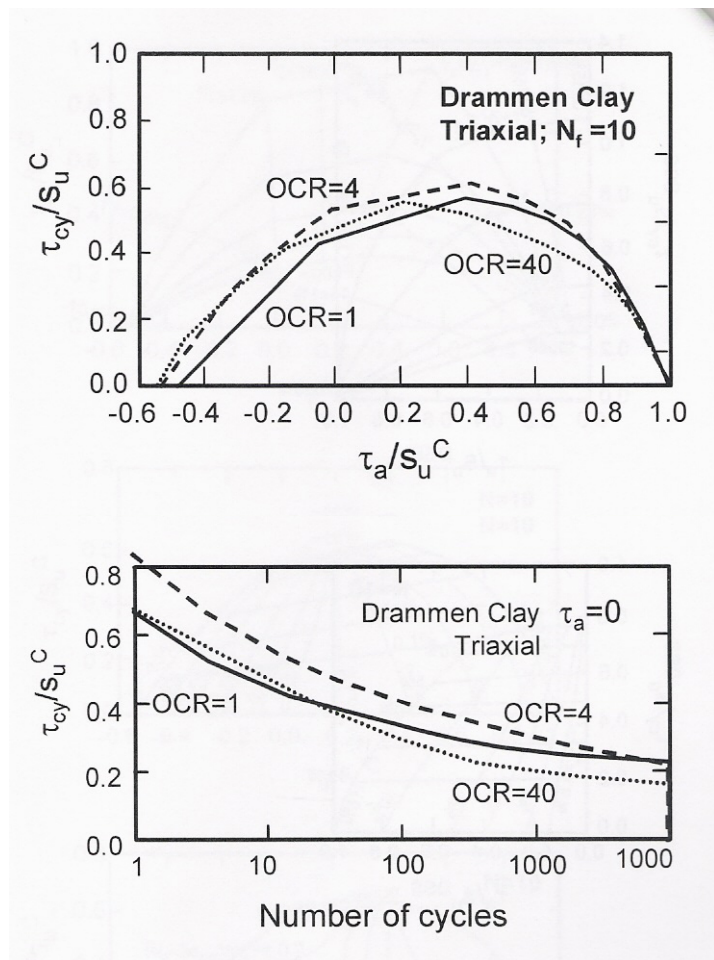 1.0
0.8
0.6
0.4
0.2
0.0
τcy/suC
Drammen Clay
Triaxial; Nf =10
OCR=4
OCR=40
OCR=1
-0.6 -0.4 -0.2 0.0 0.2 0.4 0.6 0.8 1.0
τa/suC
0.8
0.6
0.4
0.2
0.0
τcy/suC
Drammen Clay τa=0
Triaxial
OCR=1
OCR=4
OCR=40
1 10 100 1000 1000
Number of cycles